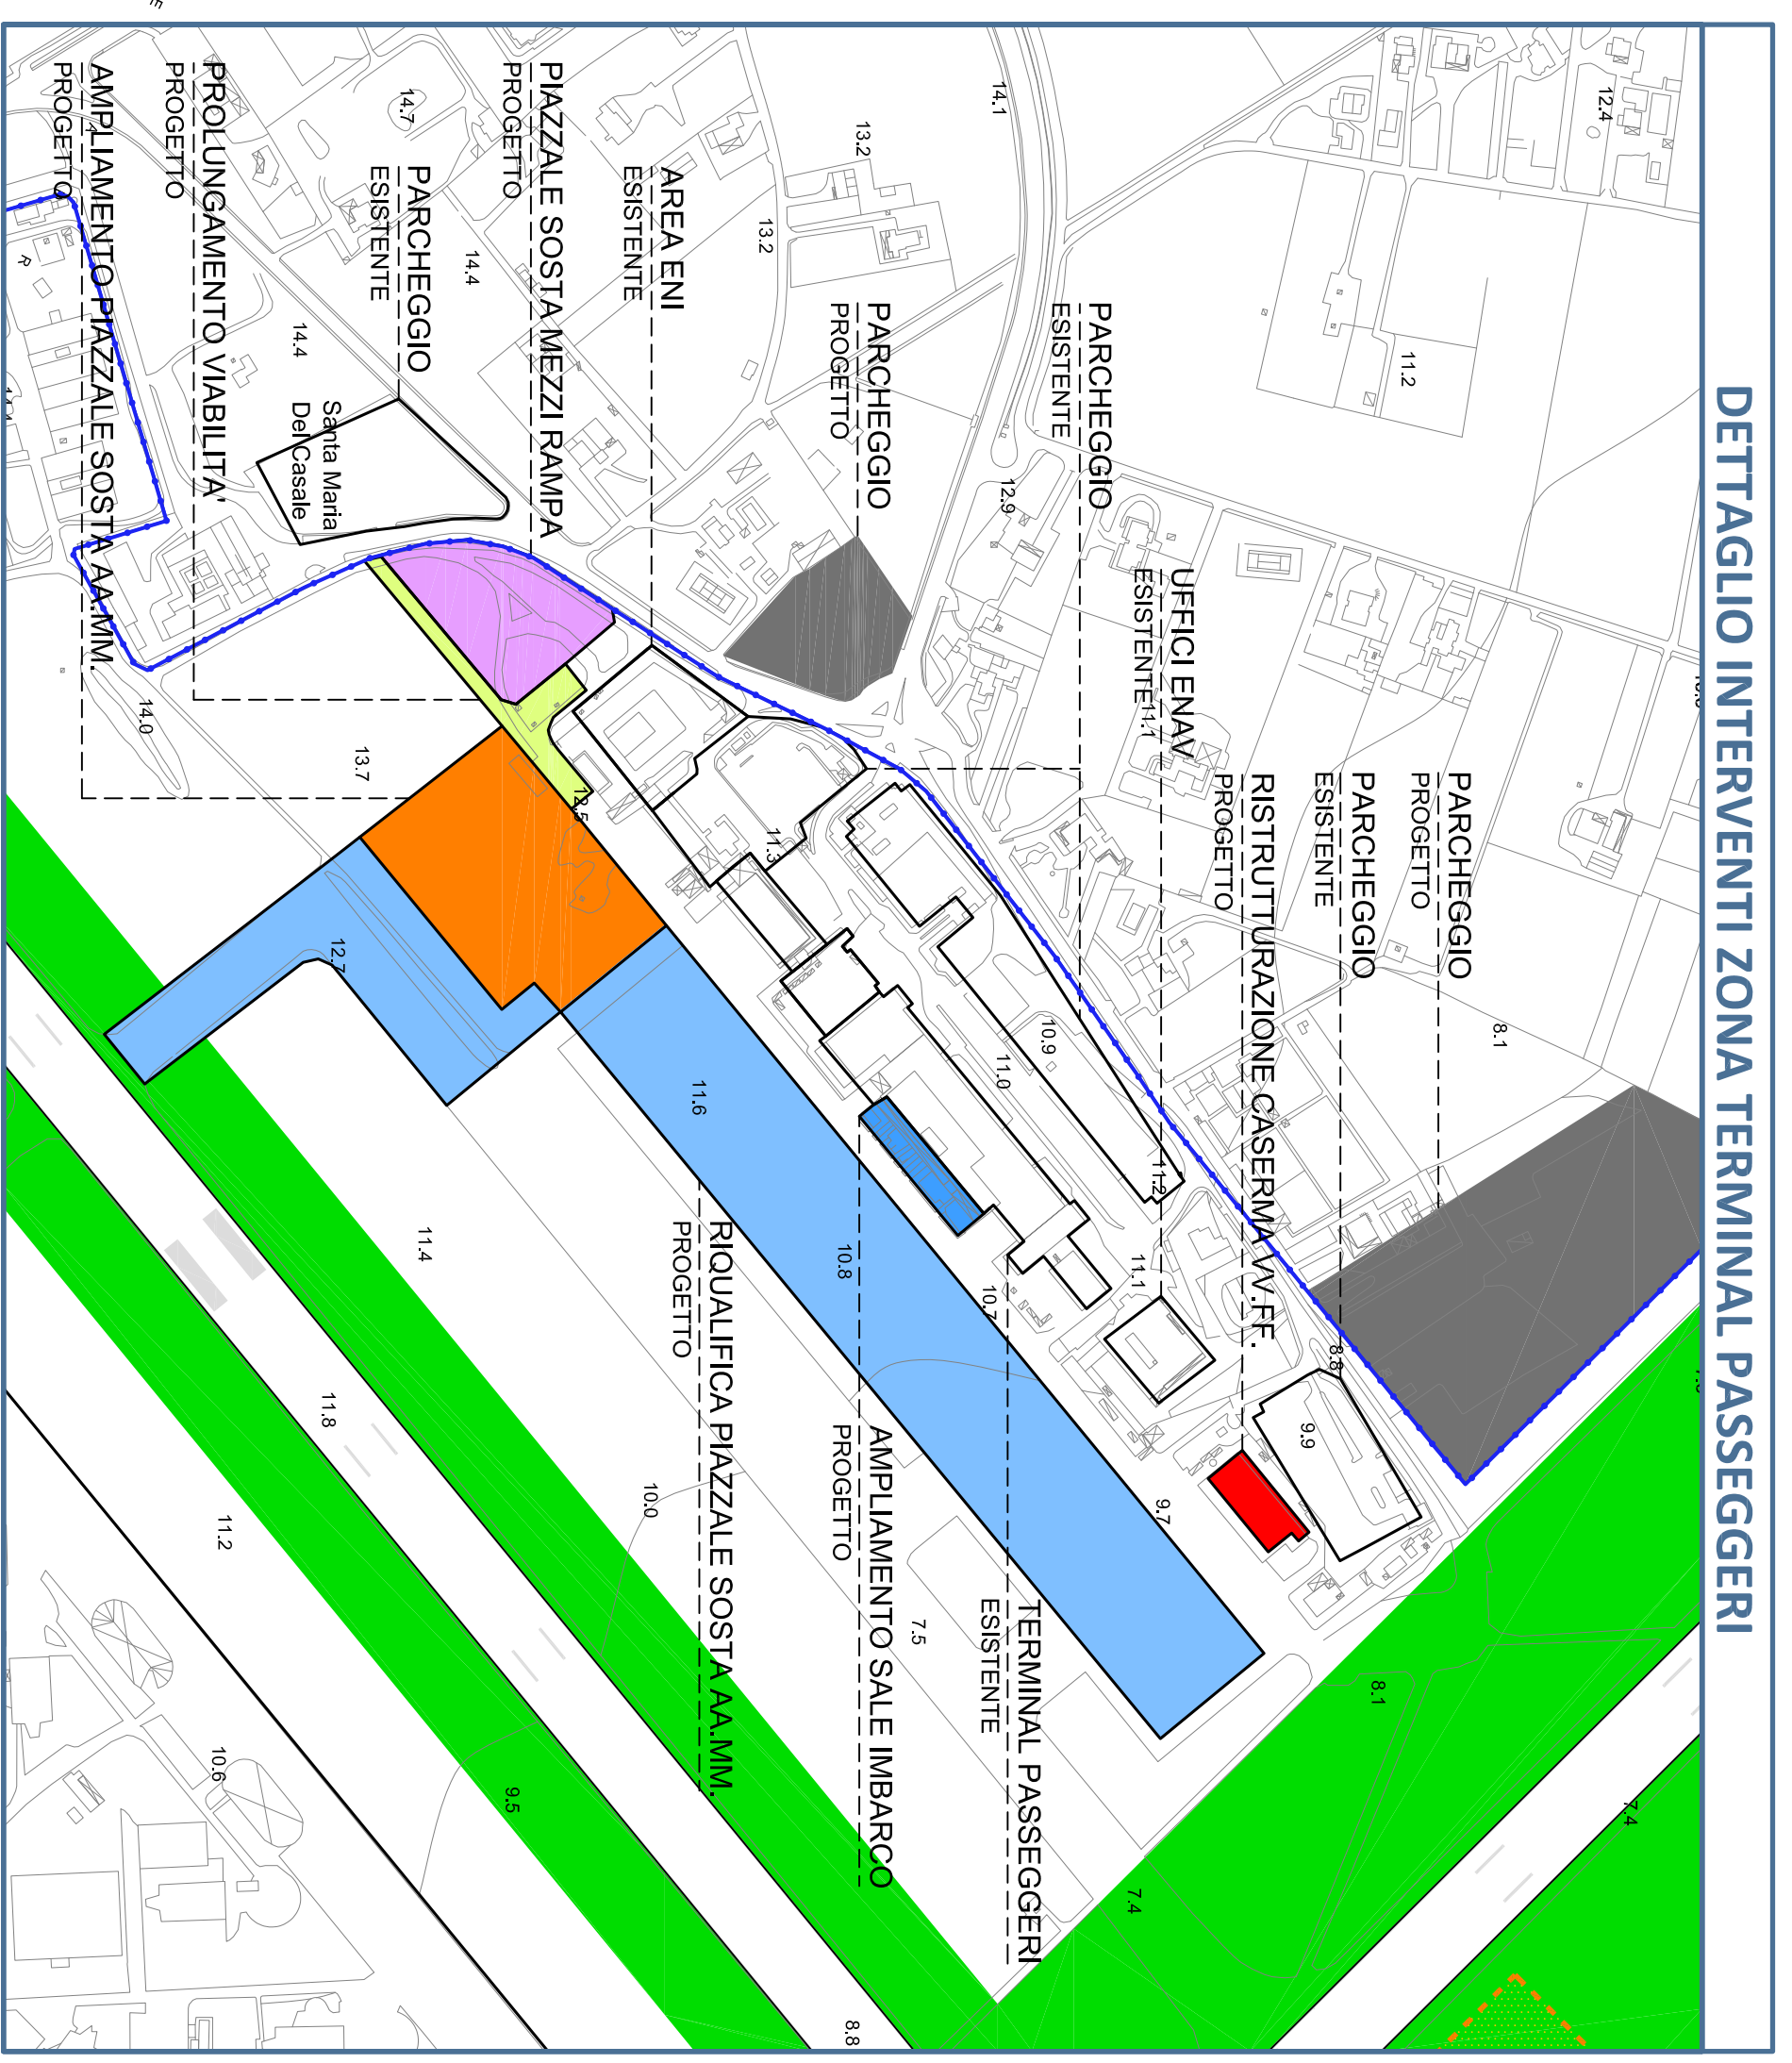 DETTAGLIO INTERVENTI ZONA TERMINAL PASSEGGERI
12.4
14.1
13.2
14.7
13.2
14.4
11.2
PIAZZALE SOSTA MEZZI RAMPA
PROGETTO
PROLUNGAMENTO VIABILITA'
PROGETTO
AMPLIAMENTO PIAZZALE SOSTA AA.MM.
PROGETTO
PARCHEGGIO
ESISTENTE
AREA ENI
ESISTENTE
PARCHEGGIO
PROGETTO
PARCHEGGIO
ESISTENTE
14.4
Santa Maria
Del Casale
12.9
UFFICI ENAV
ESISTENTE
11.1
PARCHEGGIO
PROGETTO
PARCHEGGIO
ESISTENTE
RISTRUTTURAZIONE CASERMA VV.FF.
PROGETTO
14.0
13.7
12.5
11.3
12.7
8.1
10.9
11.0
11.6
11.2
11.1
10.8
10.7
11.4
8.8
9.9
RIQUALIFICA PIAZZALE SOSTA AA.MM.
PROGETTO
AMPLIAMENTO SALE IMBARCO
PROGETTO
TERMINAL PASSEGGERI
ESISTENTE
11.8
10.0
9.7
11.2
7.5
8.1
10.6
9.5
7.4
7.4
8.8